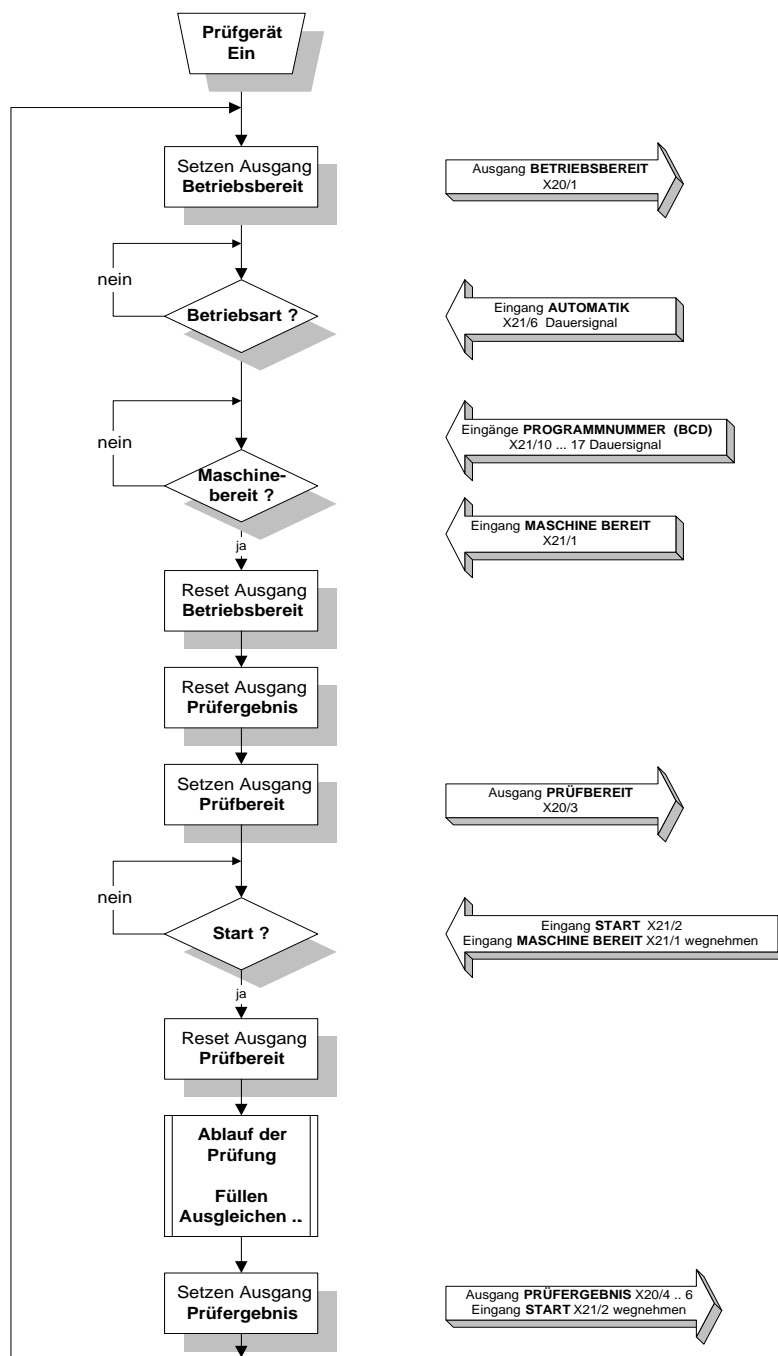 Prüfgerät
Ein
Setzen Ausgang
Betriebsbereit
Ausgang BETRIEBSBEREIT
X20/1
nein
Betriebsart ?
Eingang AUTOMATIK
X21/6 Dauersignal
nein
Eingänge PROGRAMMNUMMER (BCD)
X21/10 ... 17 Dauersignal
Maschine-
bereit ?
Eingang MASCHINE BEREIT
X21/1
ja
Reset Ausgang
Betriebsbereit
Reset Ausgang
Prüfergebnis
Setzen Ausgang
Prüfbereit
Ausgang PRÜFBEREIT
X20/3
nein
Start ?
Eingang START X21/2
Eingang MASCHINE BEREIT X21/1 wegnehmen
ja
Reset Ausgang
Prüfbereit
Ablauf der
Prüfung
Füllen
Ausgleichen ..
Setzen Ausgang
Prüfergebnis
Ausgang PRÜFERGEBNIS X20/4 .. 6
Eingang START X21/2 wegnehmen